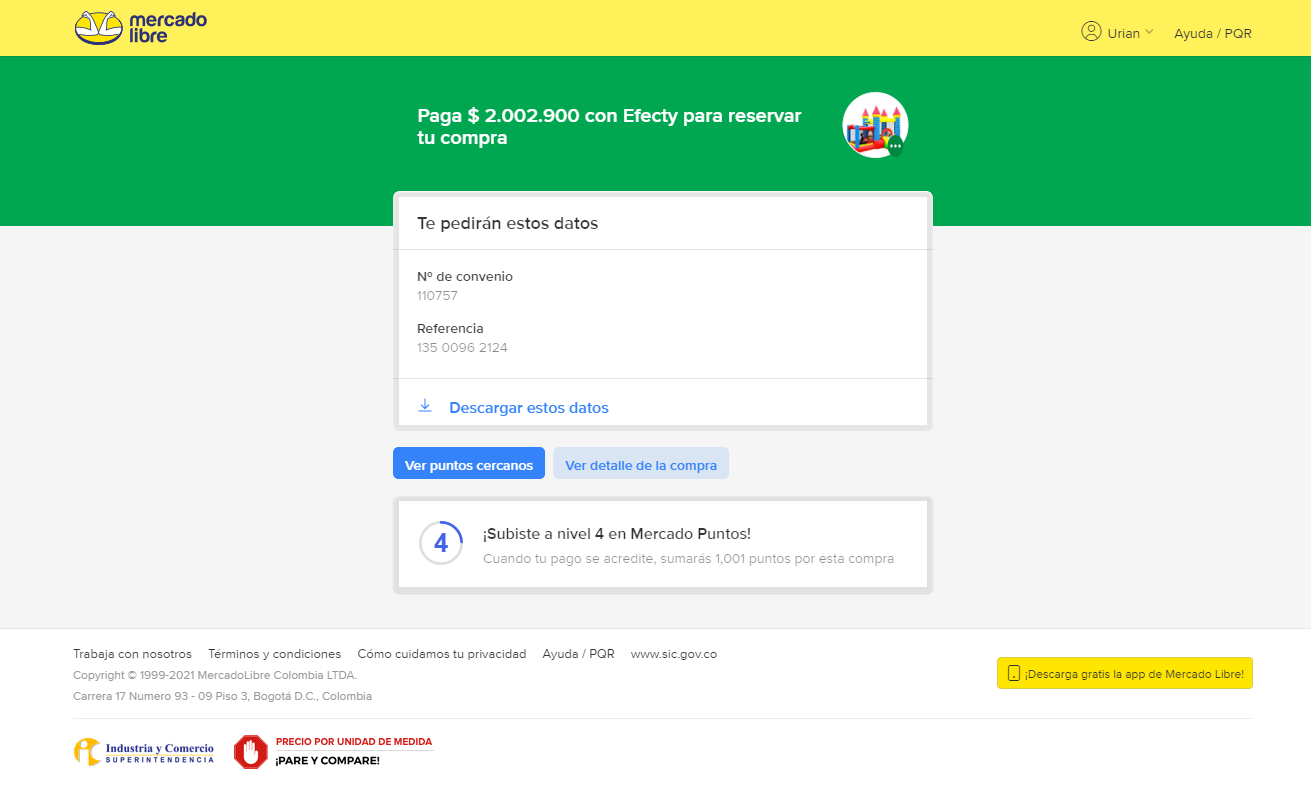 mercado
libre
Urian
Ayuda / PQR
Paga $ 2.002.900 con Efecty para reservar
tu compra
Te pedirán estos datos
Nº de convenio
110757
Referencia
135 0096 2124
Descargar estos datos
Ver puntos cercanos
Ver detalle de la compra
4
¡Subiste a nivel 4 en Mercado Puntos!
Cuando tu pago se acredite, sumarás 1,001 puntos por esta compra
Trabaja con nosotros
Términos y condiciones
Cómo cuidamos tu privacidad
Ayuda / PQR
www.sic.gov.co
Copyright © 1999-2021 MercadoLibre Colombia LTDA.
Carrera 17 Numero 93 - 09 Piso 3, Bogotá D.C., Colombia
¡Descarga gratis la app de Mercado Libre!
Industria y Comercio
SUPERINTENDENCIA
PRECIO POR UNIDAD DE MEDIDA
¡PARE Y COMPARE!